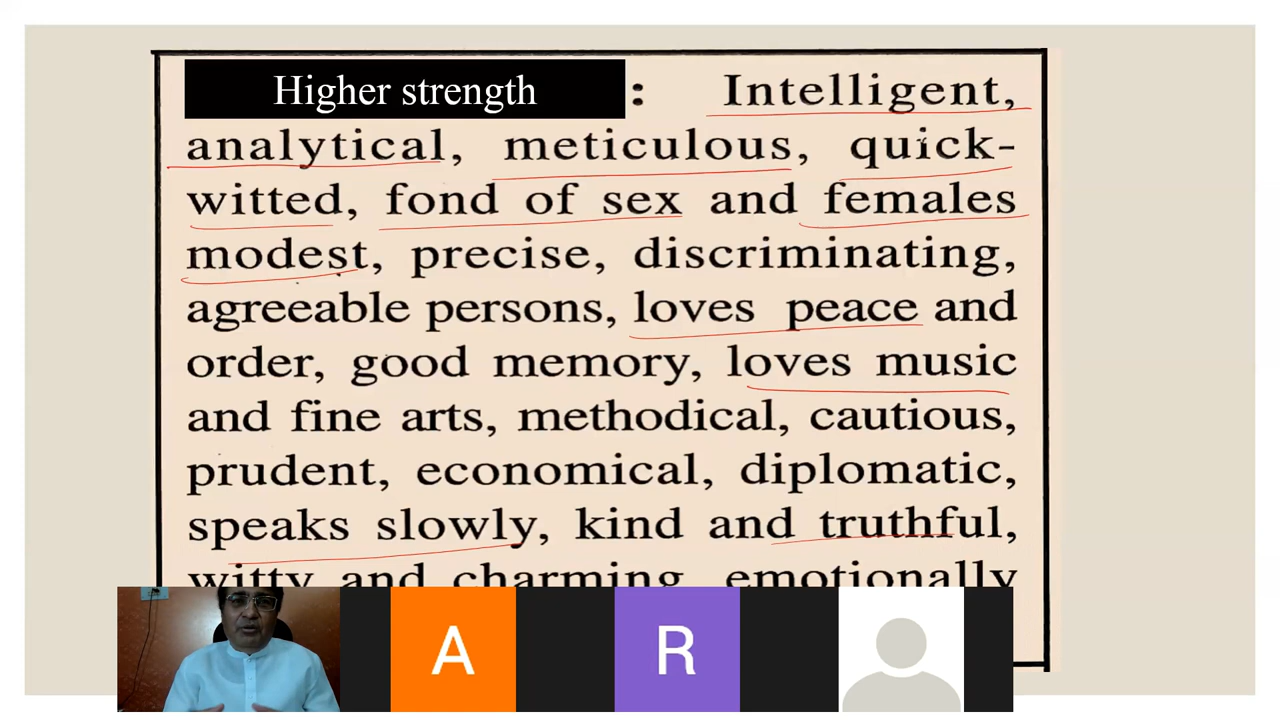 Higher strength : Intelligent,
analytical, meticulous, quick-
witted, fond of sex and females
modest, precise, discriminating,
agreeable persons, loves peace and
order, good memory, loves music
and fine arts, methodical, cautious,
prudent, economical, diplomatic,
speaks slowly, kind and truthful,
witty and charming, emotionally
A R